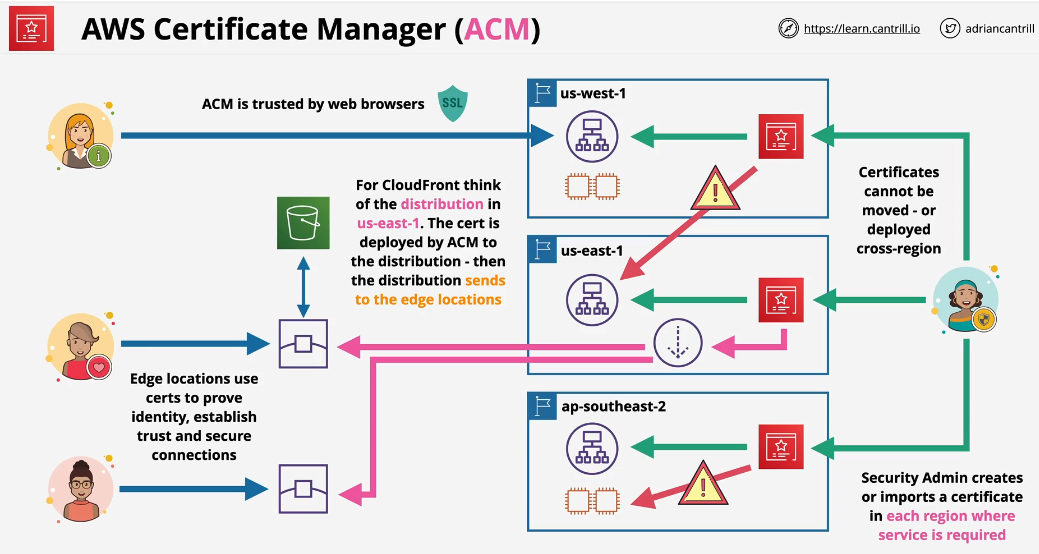 AWS Certificate Manager (ACM)
https://learn.cantrill.io
adriancantrill
ACM is trusted by web browsers
SSL
us-west-1
For CloudFront think
of the distribution in
us-east-1. The cert is
deployed by ACM to
the distribution - then
the distribution sends
to the edge locations
Certificates
cannot be
moved - or
deployed
cross-region
us-east-1
Edge locations use
certs to prove
identity, establish
trust and secure
connections
ap-southeast-2
Security Admin creates
or imports a certificate
in each region where
service is required